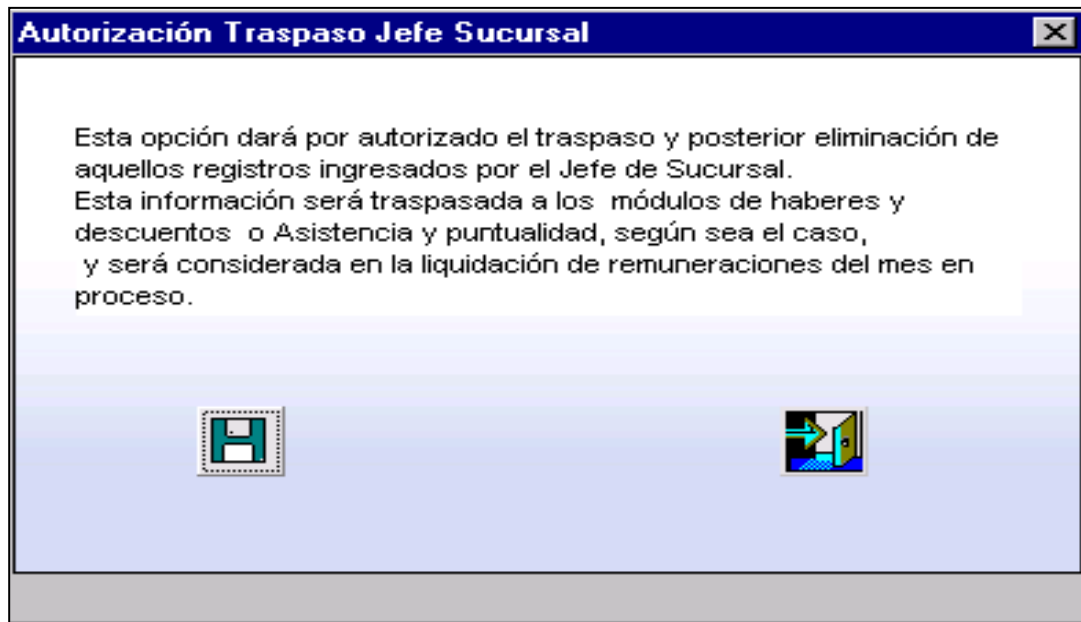 Autorización Traspaso Jefe Sucursal
Esta opción dará por autorizado el traspaso y posterior eliminación de
aquellos registros ingresados por el Jefe de Sucursal.
Esta información será traspasada a los  módulos de haberes y
descuentos  o Asistencia y puntualidad, según sea el caso,
 y será considerada en la liquidación de remuneraciones del mes en
proceso.